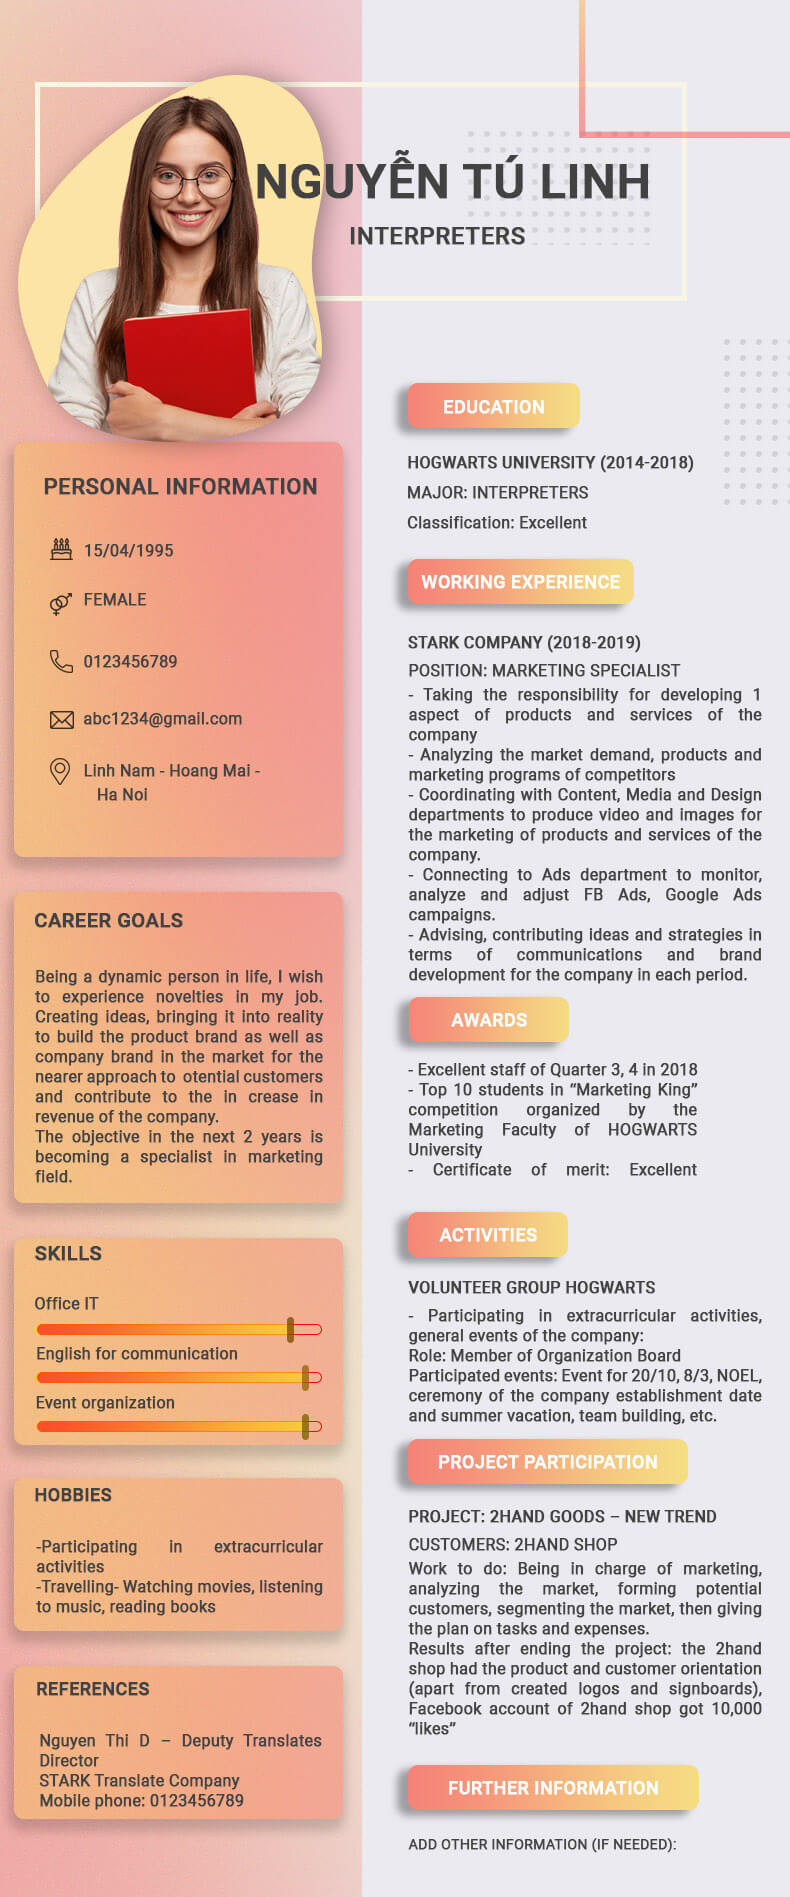 NGUYỄN TÚ LINH
INTERPRETERS
PERSONAL INFORMATION
15/04/1995
FEMALE
0123456789
abc1234@gmail.com
Linh Nam - Hoang Mai -
Ha Noi
CAREER GOALS
Being a dynamic person in life, I wish
to experience novelties in my job.
Creating ideas, bringing it into reality
to build the product brand as well as
company brand in the market for the
nearer approach to otential customers
and contribute to the in crease in
revenue of the company.
The objective in the next 2 years is
becoming a specialist in marketing
field.
SKILLS
Office IT
English for communication
Event organization
HOBBIES
-Participating in extracurricular
activities
-Travelling- Watching movies, listening
to music, reading books
REFERENCES
Nguyen Thi D – Deputy Translates
Director
STARK Translate Company
Mobile phone: 0123456789
EDUCATION
HOGWARTS UNIVERSITY (2014-2018)
MAJOR: INTERPRETERS
Classification: Excellent
WORKING EXPERIENCE
STARK COMPANY (2018-2019)
POSITION: MARKETING SPECIALIST
- Taking the responsibility for developing 1
aspect of products and services of the
company
- Analyzing the market demand, products and
marketing programs of competitors
- Coordinating with Content, Media and Design
departments to produce video and images for
the marketing of products and services of the
company.
- Connecting to Ads department to monitor,
analyze and adjust FB Ads, Google Ads
campaigns.
- Advising, contributing ideas and strategies in
terms of communications and brand
development for the company in each period.
AWARDS
- Excellent staff of Quarter 3, 4 in 2018
- Top 10 students in “Marketing King”
competition organized by the
Marketing Faculty of HOGWARTS
University
- Certificate of merit: Excellent
ACTIVITIES
VOLUNTEER GROUP HOGWARTS
- Participating in extracurricular activities,
general events of the company:
Role: Member of Organization Board
Participated events: Event for 20/10, 8/3, NOEL,
ceremony of the company establishment date
and summer vacation, team building, etc.
PROJECT PARTICIPATION
PROJECT: 2HAND GOODS – NEW TREND
CUSTOMERS: 2HAND SHOP
Work to do: Being in charge of marketing,
analyzing the market, forming potential
customers, segmenting the market, then giving
the plan on tasks and expenses.
Results after ending the project: the 2hand
shop had the product and customer orientation
(apart from created logos and signboards),
Facebook account of 2hand shop got 10,000
“likes”
FURTHER INFORMATION
ADD OTHER INFORMATION (IF NEEDED):